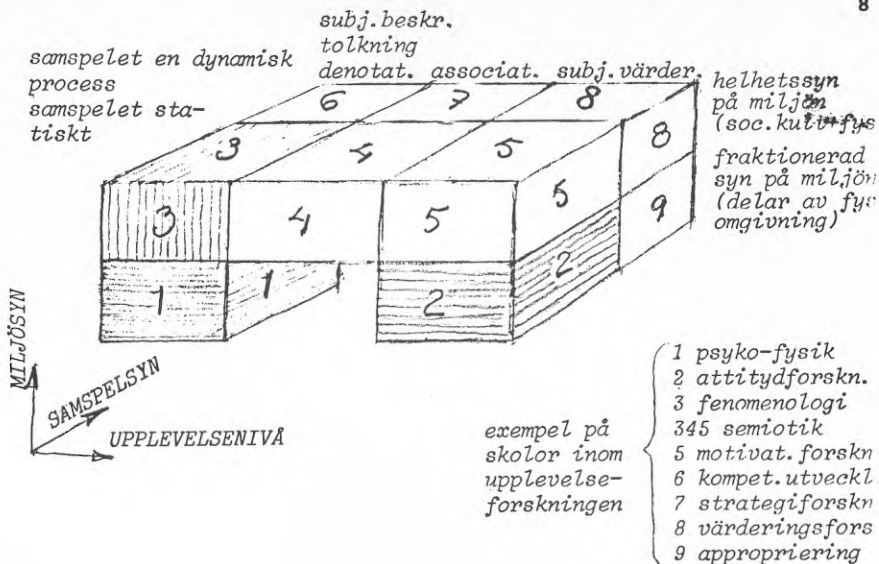 8
samspelet en dynamisk
process
samspelet sta-
tiskt
subj.beskr.
tolkning
denotat. associat. subj.värder.
helhetssyn
på miljön
(soc.kult+fys
fraktionerad
syn på miljön
(delar av fys
omgivning)
6 7 8
3 4 5
3 4 5 5 8
1 1 2 2 9
MILJÖSYN
SAMSPELSYN
UPPLEVELSENIVÅ
exempel på
skolor inom
upplevelse-
forskningen
1 psyko-fysik
2 attitydforskn.
3 fenomenologi
345 semiotik
5 motivat.forskn
6 kompet.utveckl
7 strategiforskn
8 värderingsfors
9 appropriering